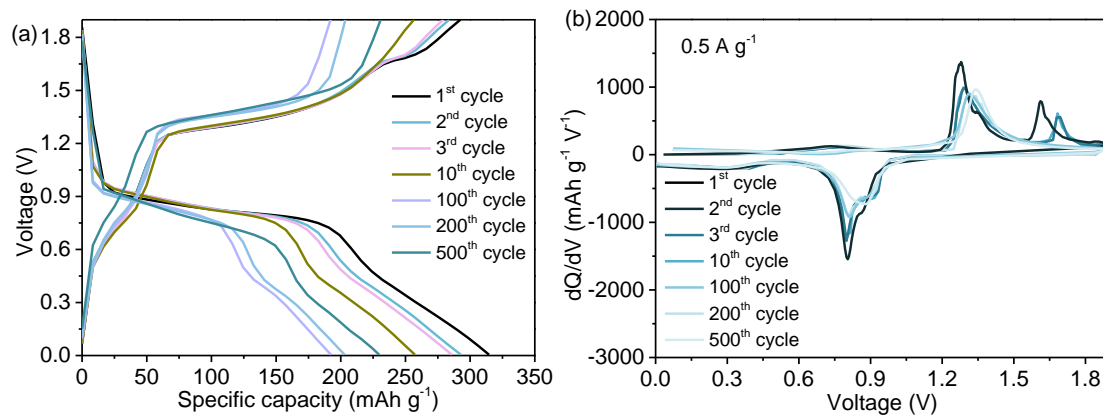 (a)
1.8
1.5
1.2
0.9
0.6
0.3
0.0
Voltage (V)
1st cycle
2nd cycle
3rd cycle
10th cycle
100th cycle
200th cycle
500th cycle
0 50 100 150 200 250 300 350
Specific capacity (mAh g-1)
(b)
2000
1000
0
-1000
-2000
-3000
dQ/dV (mAh g-1 V-1)
0.5 A g-1
1st cycle
2nd cycle
3rd cycle
10th cycle
100th cycle
200th cycle
500th cycle
0.0 0.3 0.6 0.9 1.2 1.5 1.8
Voltage (V)